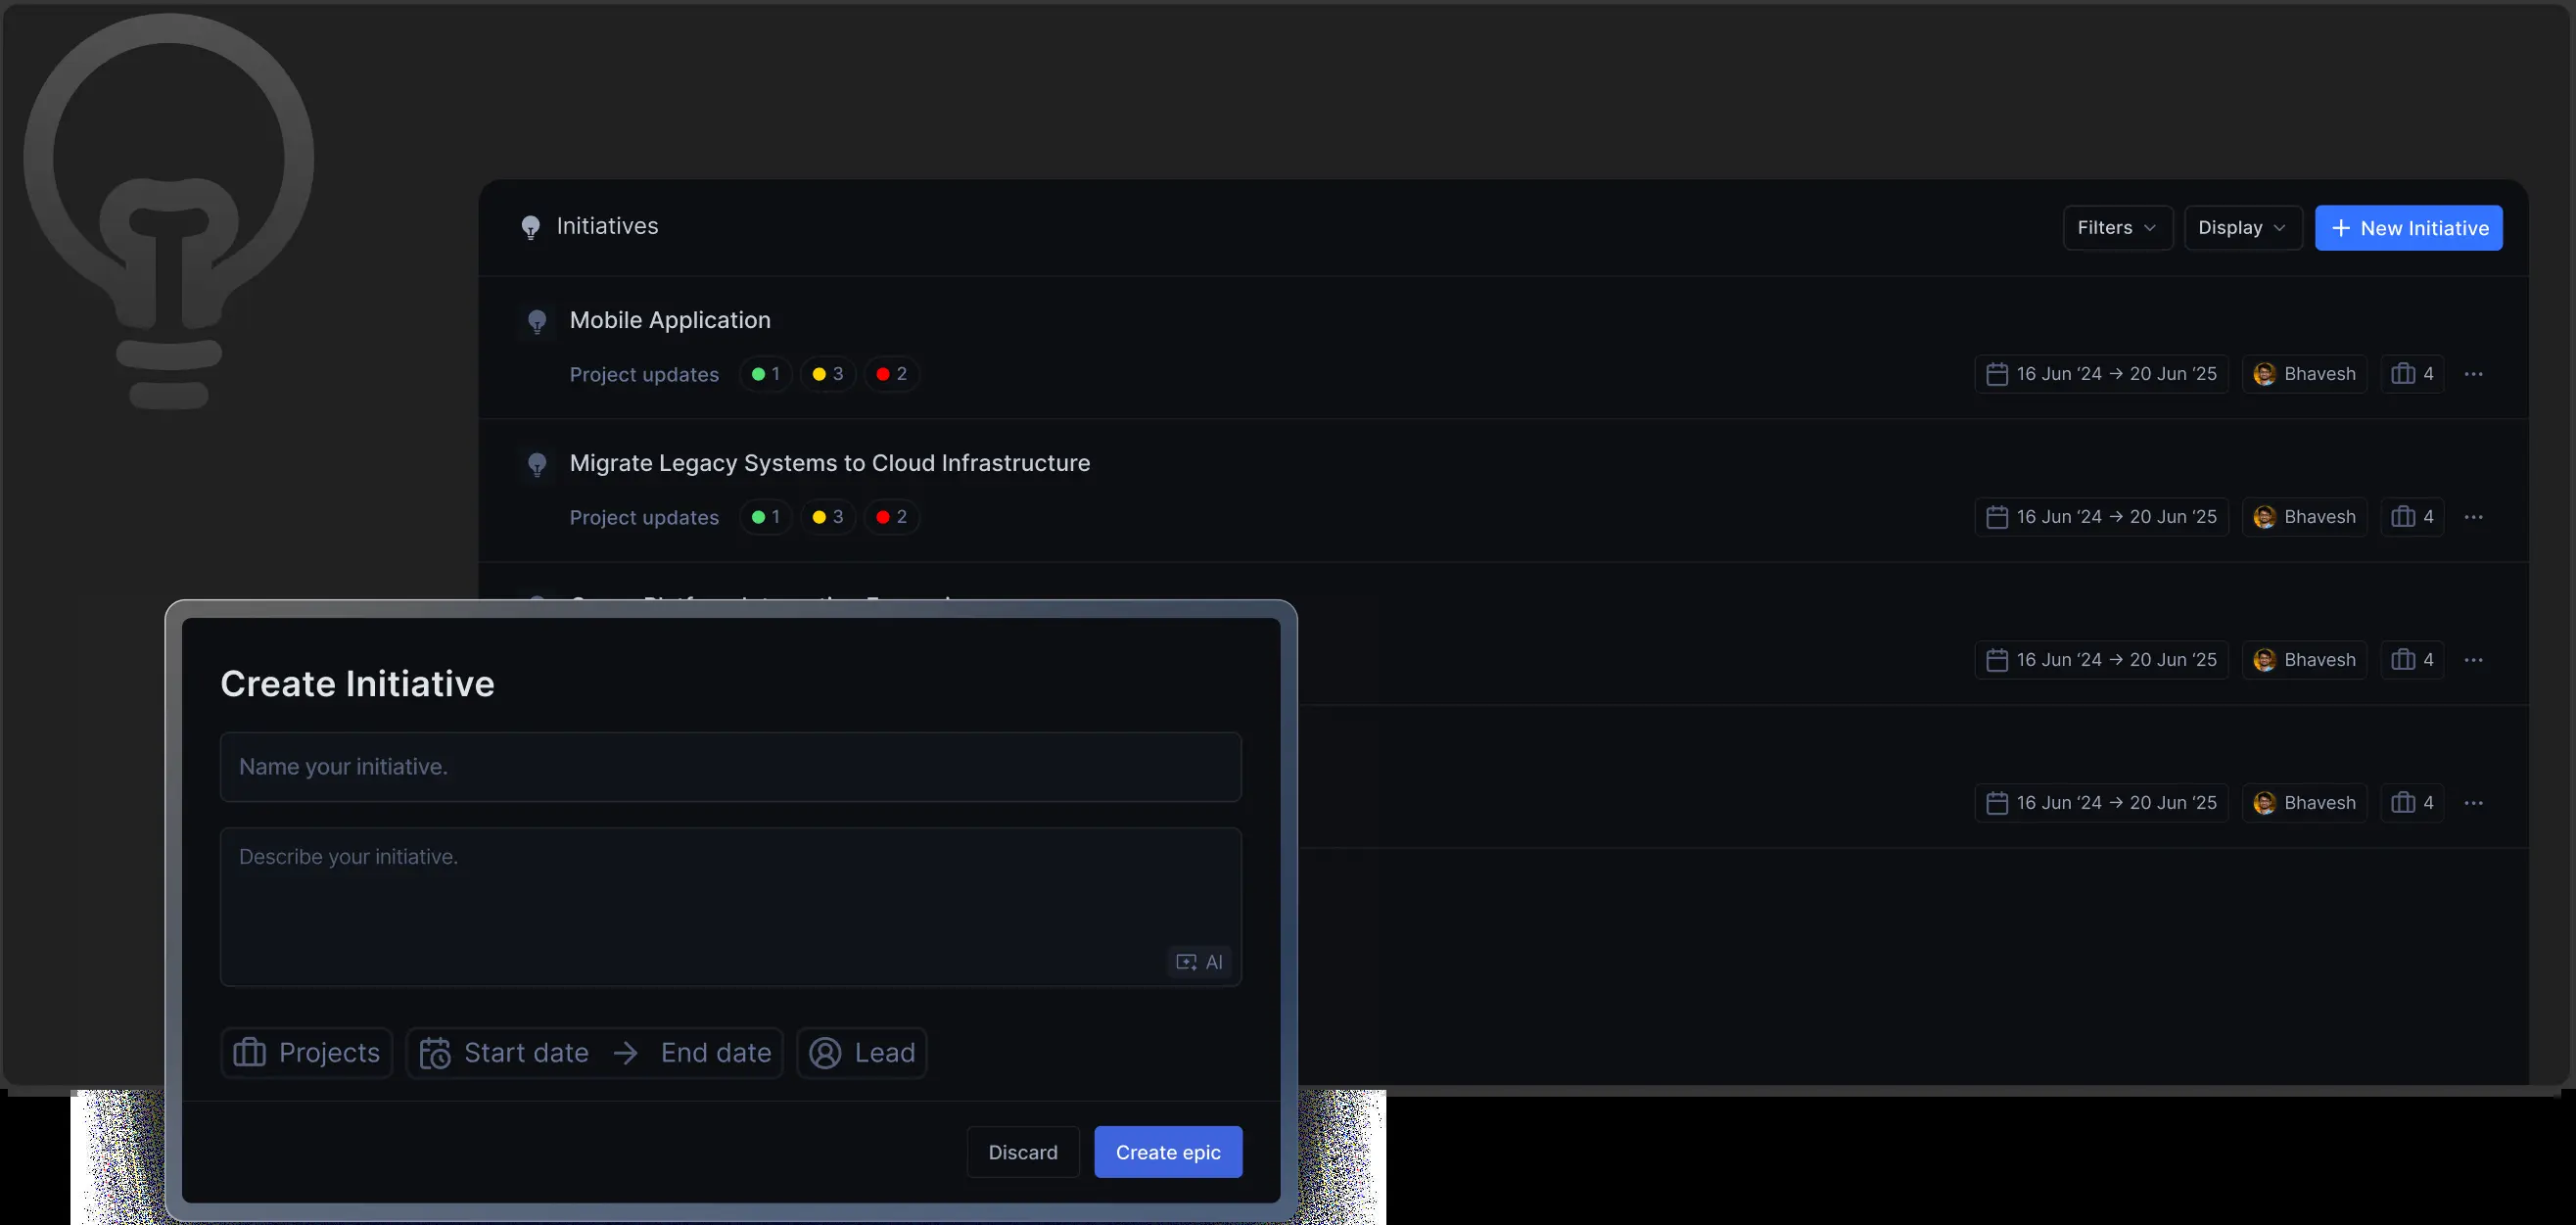 Initiatives Filters Display + New Initiative
Mobile Application
Project updates 1 3 2 16 Jun ‘24 → 20 Jun ‘25 Bhavesh 4 ...
Migrate Legacy Systems to Cloud Infrastructure
Project updates 1 3 2 16 Jun ‘24 → 20 Jun ‘25 Bhavesh 4 ...
16 Jun ‘24 → 20 Jun ‘25 Bhavesh 4 ...
16 Jun ‘24 → 20 Jun ‘25 Bhavesh 4 ...
Create Initiative
Name your initiative.
Describe your initiative.
AI
Projects Start date → End date Lead
Discard Create epic